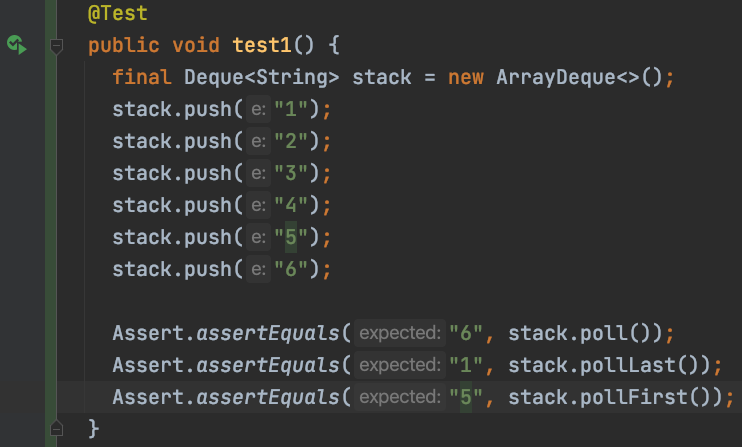 @Test
public void test1() {
final Deque<String> stack = new ArrayDeque<>();
stack.push( e: "1");
stack.push( e: "2");
stack.push( e: "3");
stack.push( e: "4");
stack.push( e: "5");
stack.push( e: "6");
Assert.assertEquals( expected: "6", stack.poll());
Assert.assertEquals( expected: "1", stack.pollLast());
Assert.assertEquals( expected: "5", stack.pollFirst());
}